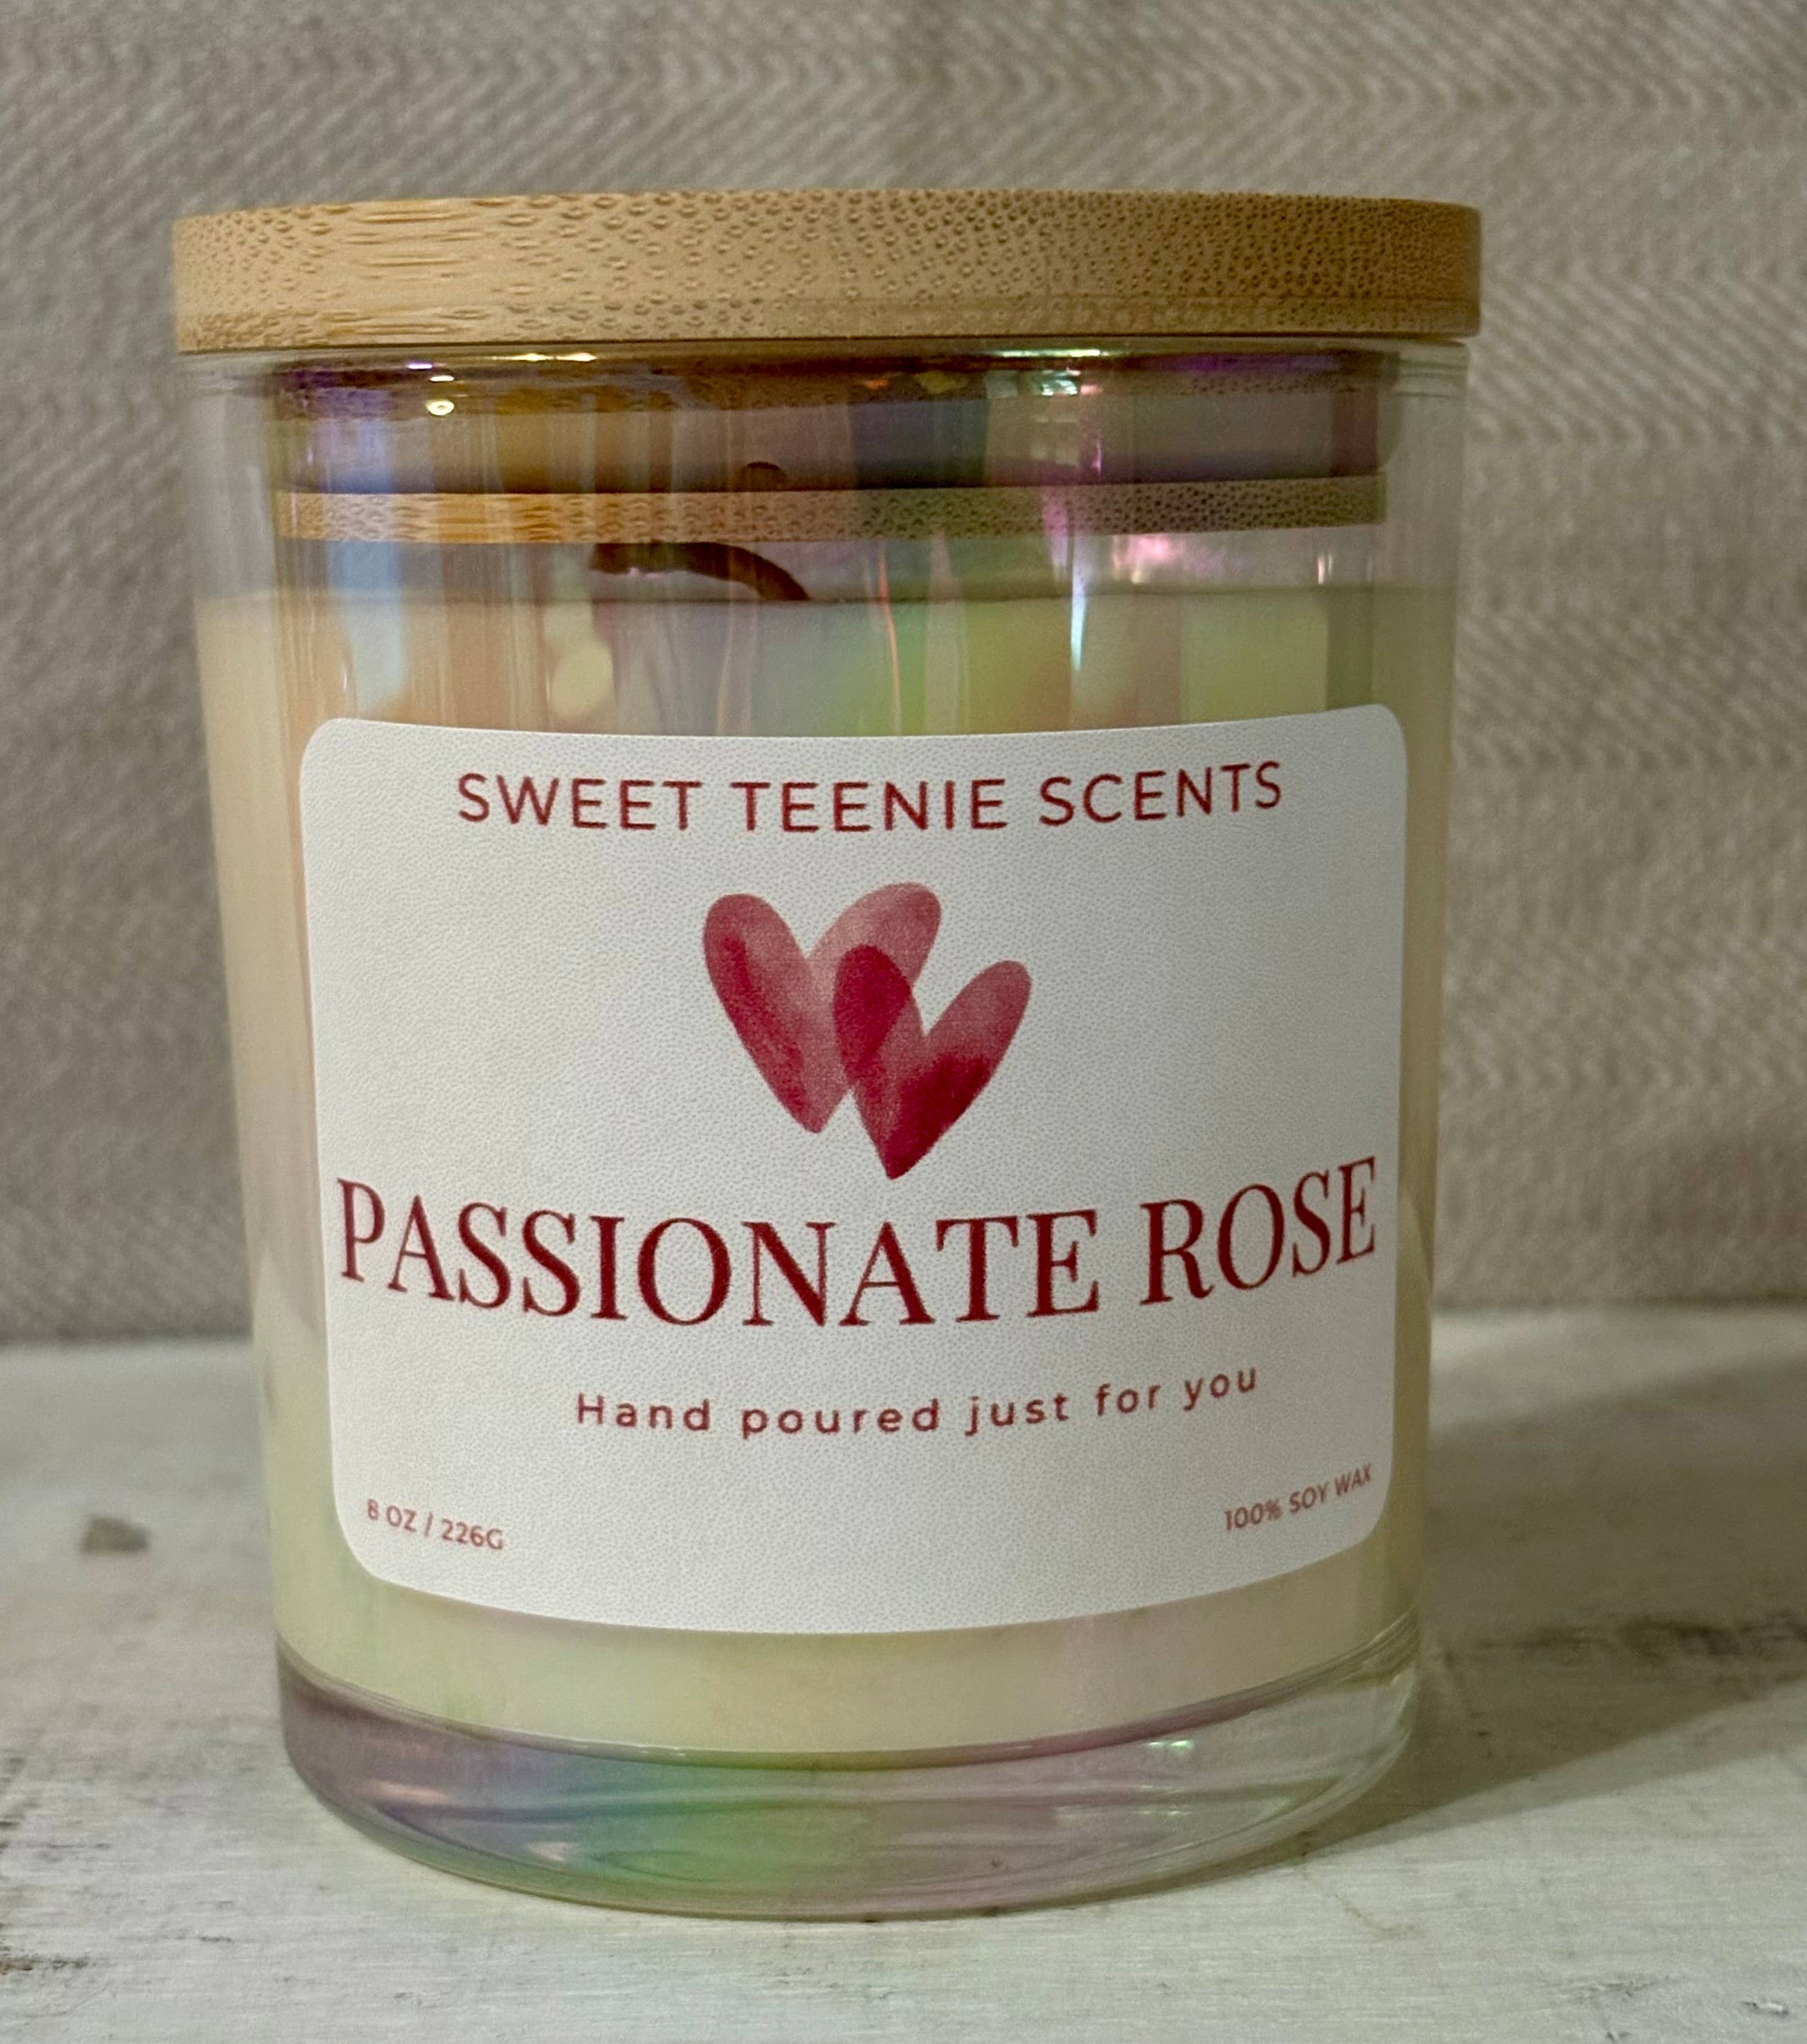 SWEET TEENIE SCENTS
PASSIONATE ROSE
Hand poured just for you
8 OZ / 226G
100% SOY WAX